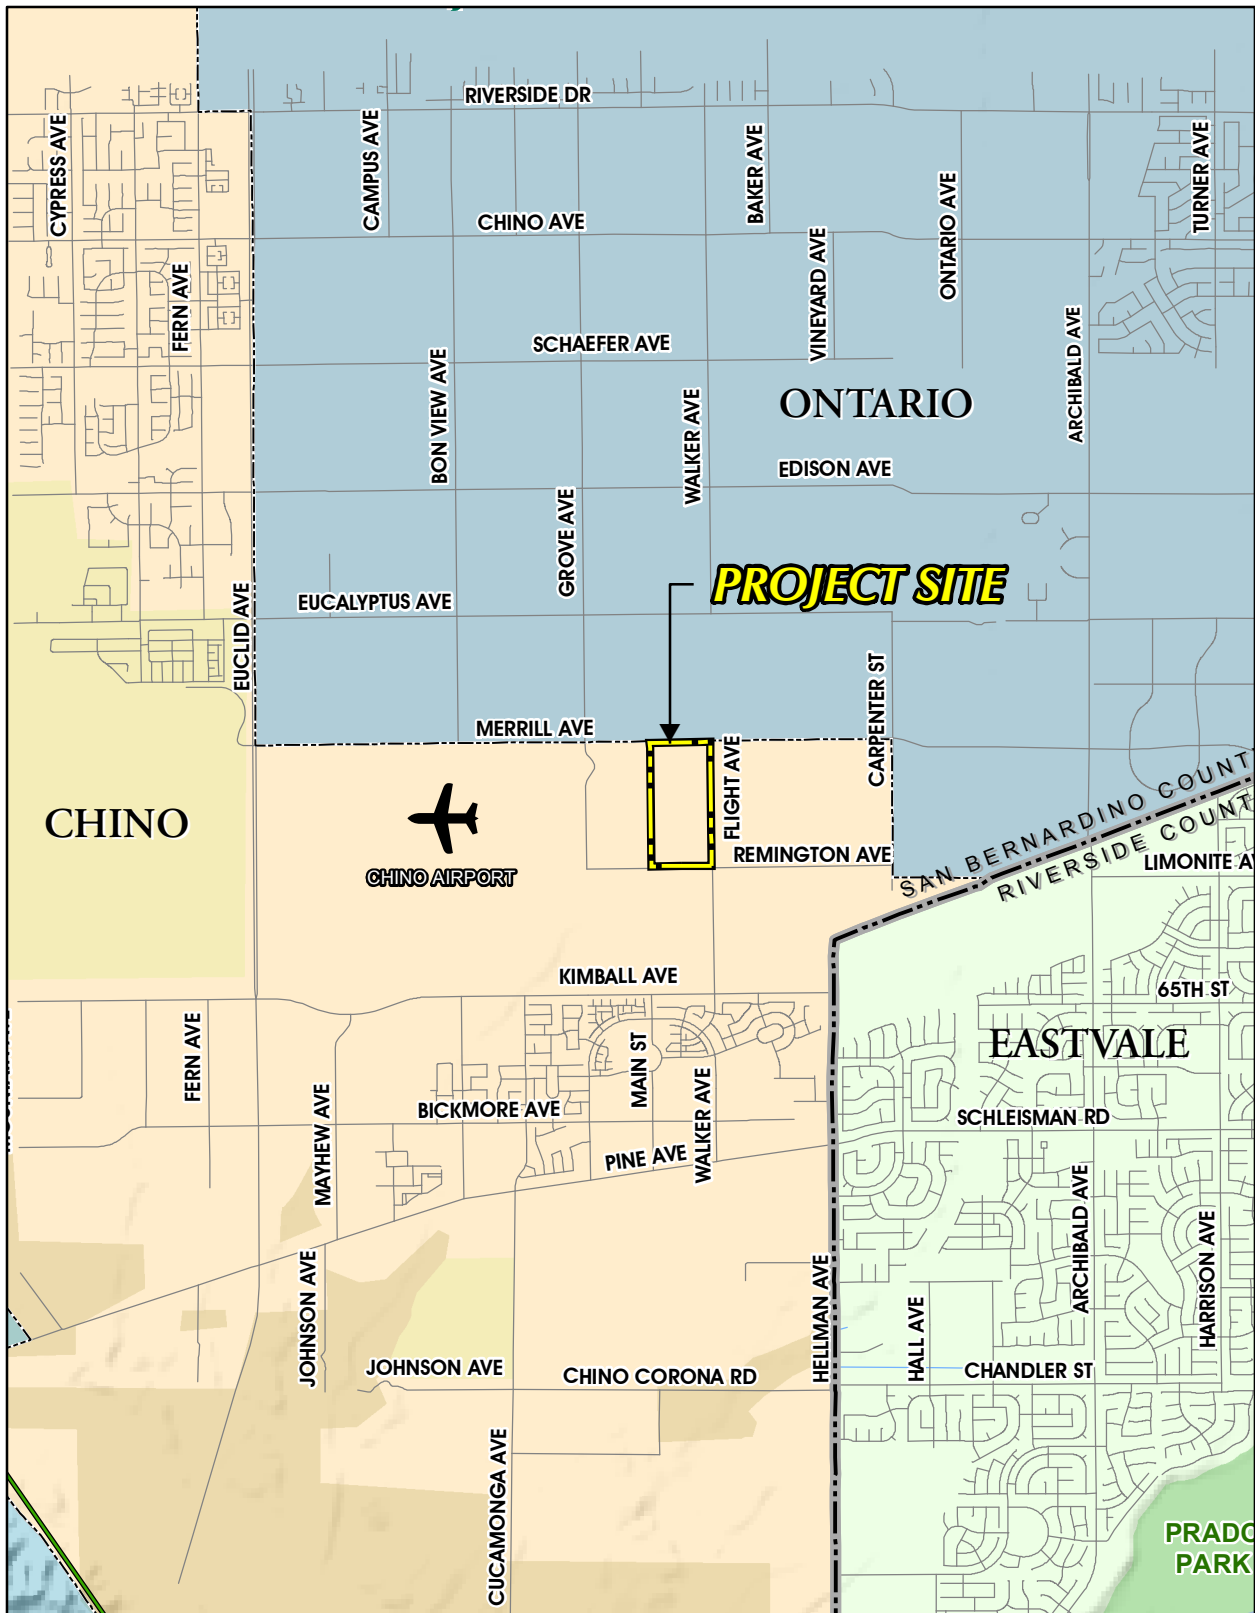 RIVERSIDE DR
CYPRESS AVE
CAMPUS AVE
BAKER AVE
TURNER AVE
CHINO AVE
ONTARIO AVE
FERN AVE
VINEYARD AVE
SCHAEFER AVE
ARCHIBALD AVE
BON VIEW AVE
ONTARIO
WALKER AVE
EDISON AVE
GROVE AVE
PROJECT SITE
EUCALYPTUS AVE
EUCLID AVE
CARPENTER ST
MERRILL AVE
FLIGHT AVE
CHINO
SAN BERNARDINO COUNT
RIVERSIDE COUNT
REMINGTON AVE
LIMONITE AV
CHINO AIRPORT
KIMBALL AVE
65TH ST
FERN AVE
MAIN ST
EASTVALE
BICKMORE AVE
WALKER AVE
SCHLEISMAN RD
MAYHEW AVE
PINE AVE
ARCHIBALD AVE
HARRISON AVE
JOHNSON AVE
HELLMAN AVE
HALL AVE
JOHNSON AVE
CHINO CORONA RD
CHANDLER ST
CUCAMONGA AVE
PRADO
PARK